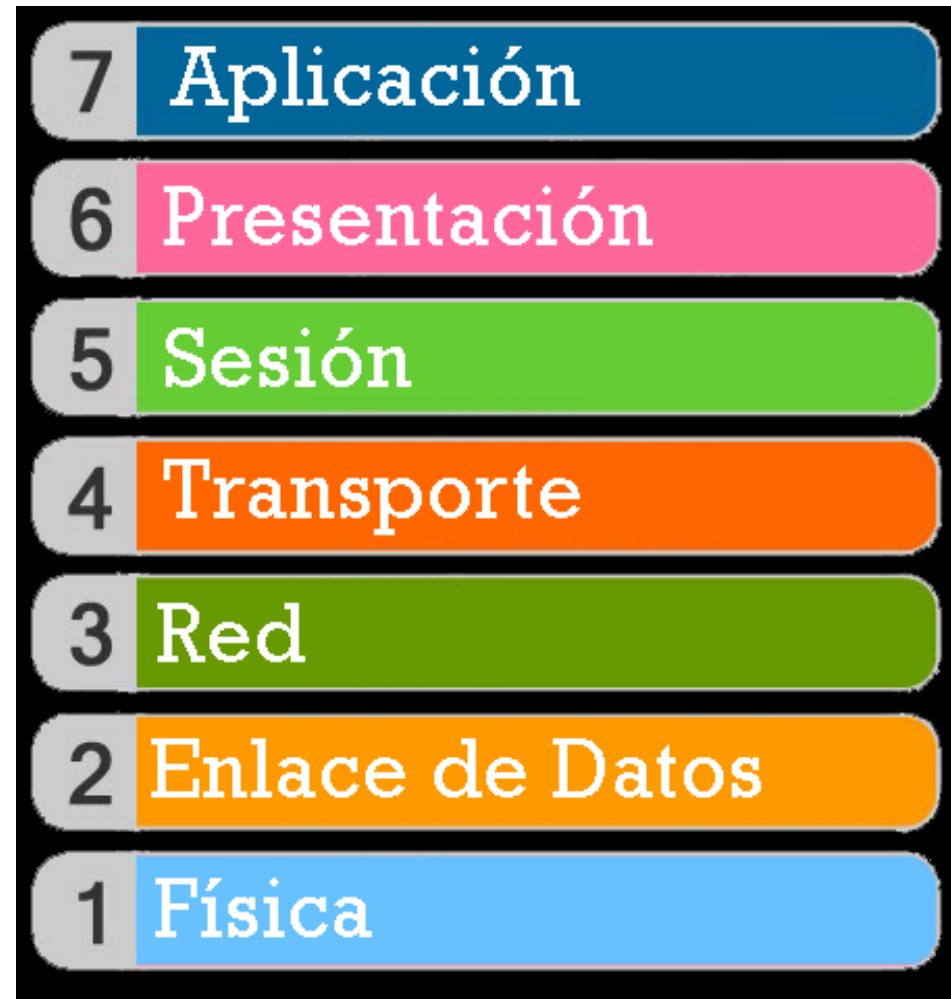 7 Aplicación
6 Presentación
5 Sesión
4 Transporte
3 Red
2 Enlace de Datos
1 Física